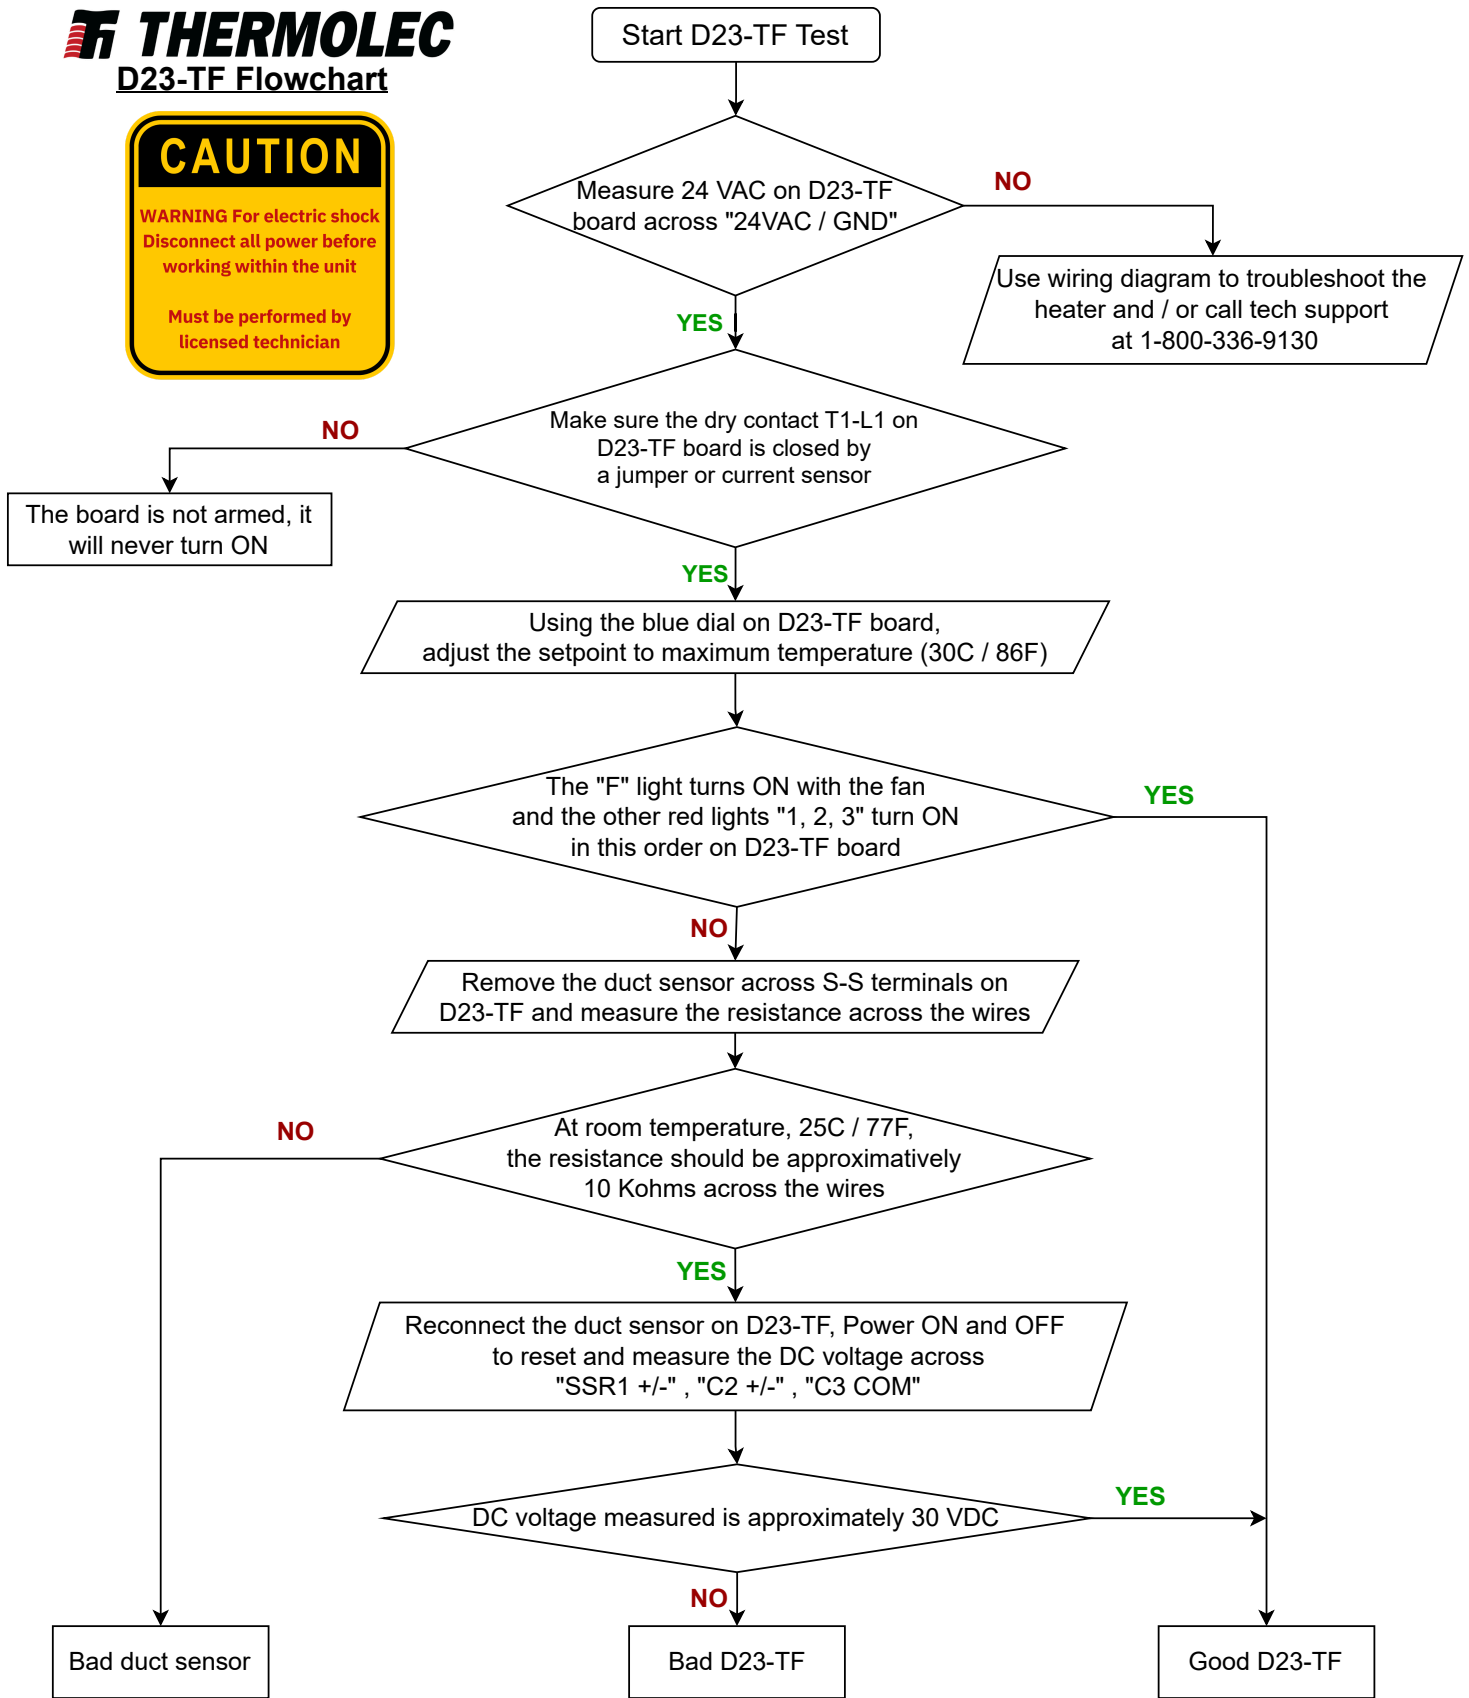 THERMOLEC
D23-TF Flowchart
CAUTION
WARNING For electric shock
Disconnect all power before
working within the unit
Must be performed by
licensed technician
Start D23-TF Test
Measure 24 VAC on D23-TF
board across "24VAC / GND"
NO
Use wiring diagram to troubleshoot the
heater and / or call tech support
at 1-800-336-9130
YES
Make sure the dry contact T1-L1 on
D23-TF board is closed by
a jumper or current sensor
NO
The board is not armed, it
will never turn ON
YES
Using the blue dial on D23-TF board,
adjust the setpoint to maximum temperature (30C / 86F)
The "F" light turns ON with the fan
and the other red lights "1, 2, 3" turn ON
in this order on D23-TF board
YES
NO
Remove the duct sensor across S-S terminals on
D23-TF and measure the resistance across the wires
At room temperature, 25C / 77F,
the resistance should be approximatively
10 Kohms across the wires
NO
YES
Reconnect the duct sensor on D23-TF, Power ON and OFF
to reset and measure the DC voltage across
"SSR1 +/-" , "C2 +/-" , "C3 COM"
DC voltage measured is approximately 30 VDC
YES
NO
Bad duct sensor
Bad D23-TF
Good D23-TF